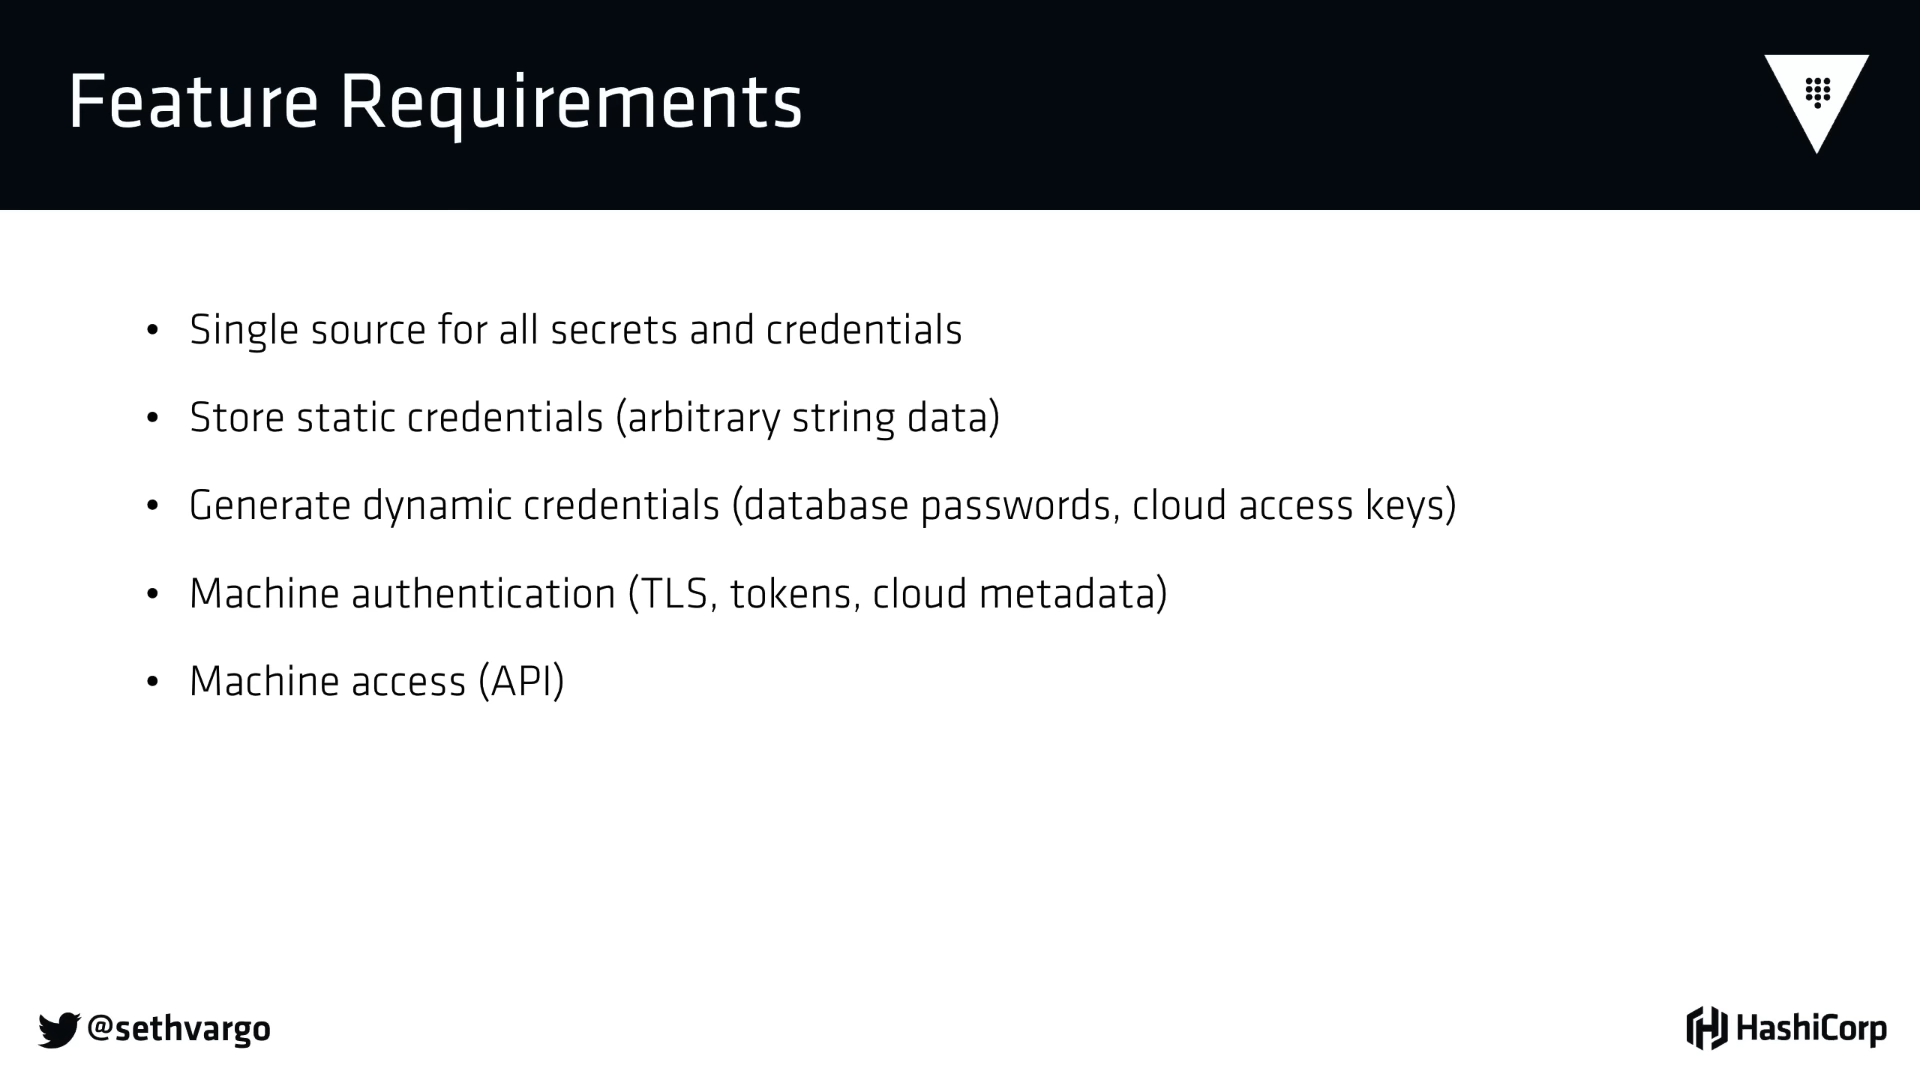 Feature Requirements
• Single source for all secrets and credentials
• Store static credentials (arbitrary string data)
• Generate dynamic credentials (database passwords, cloud access keys)
• Machine authentication (TLS, tokens, cloud metadata)
• Machine access (API)
@sethvargo
HashiCorp